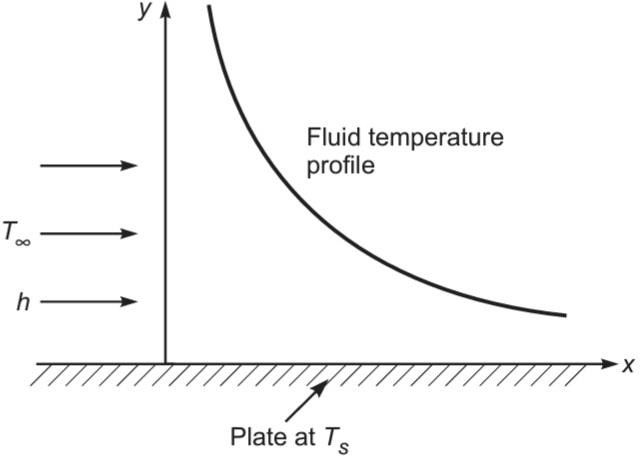 y
Fluid temperature
profile
T∞
h
x
Plate at Ts